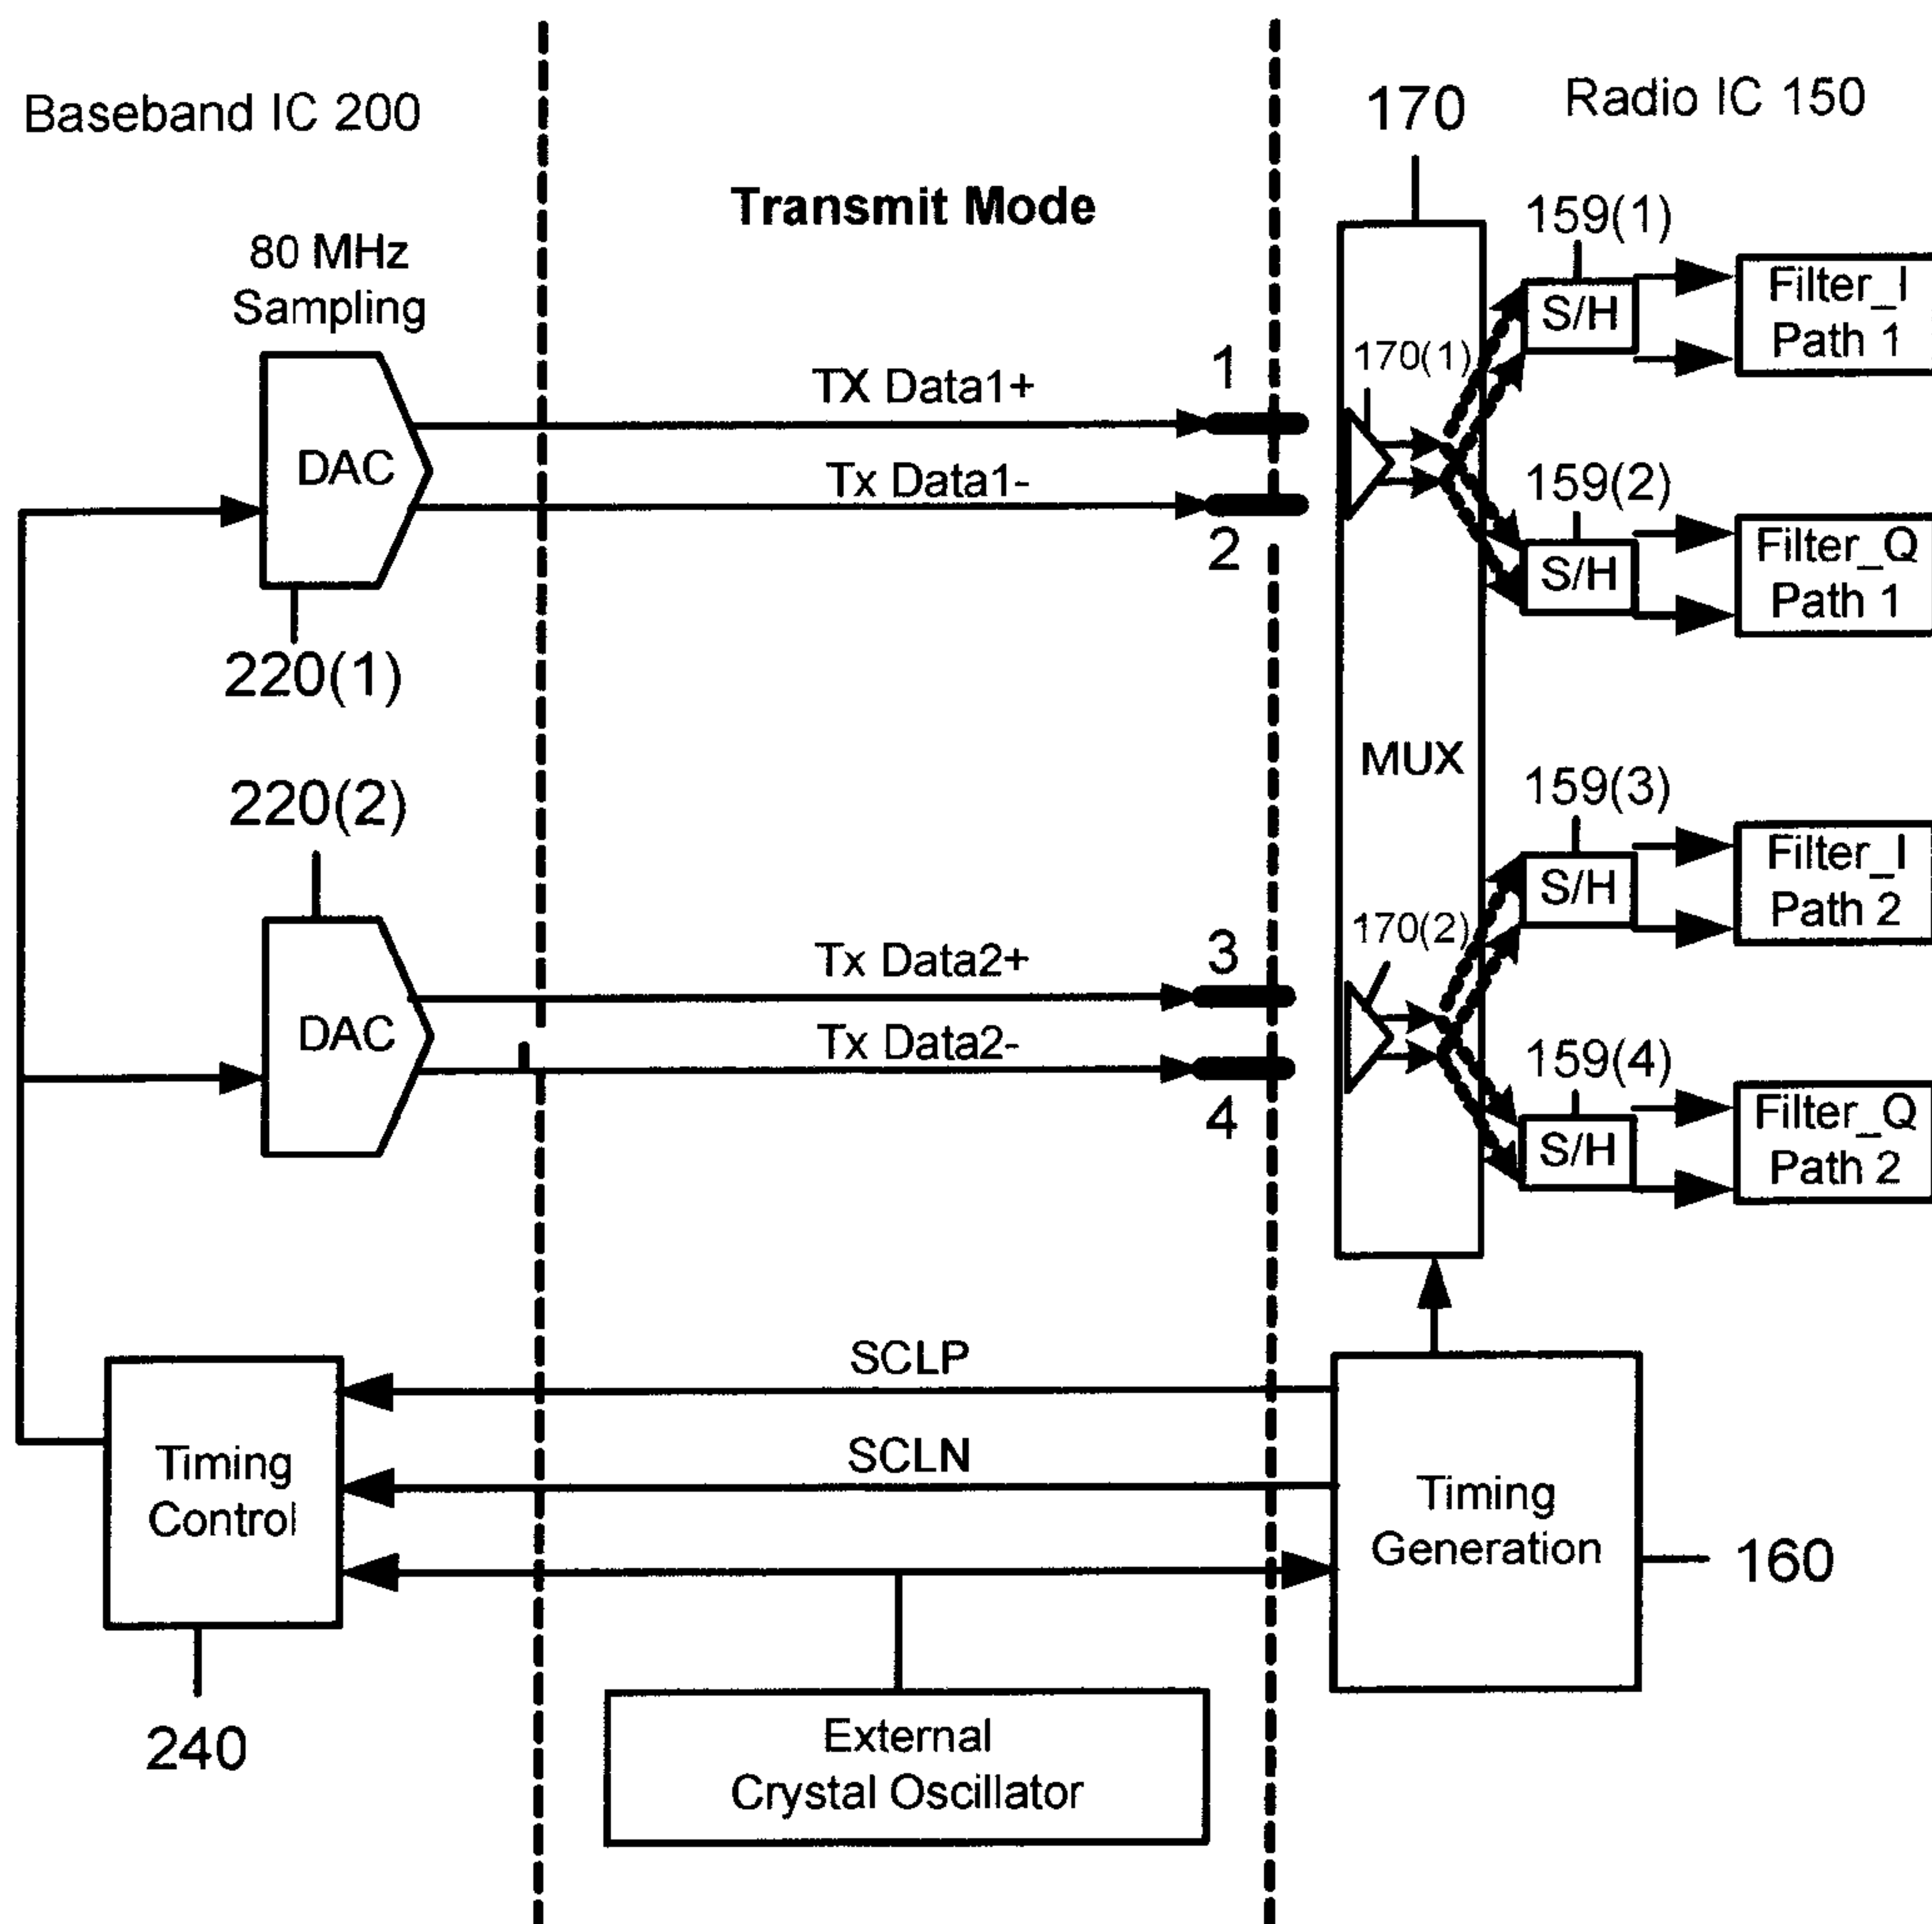 Baseband IC 200
170
Radio IC 150
Transmit Mode
80 MHz
Sampling
159(1)
Filter_I
Path 1
S/H
170(1)
1
TX Data1+
DAC
Tx Data1-
2
159(2)
Filter_Q
Path 1
S/H
220(1)
MUX
220(2)
159(3)
Filter_I
Path 2
S/H
170(2)
3
Tx Data2+
DAC
Tx Data2-
4
159(4)
Filter_Q
Path 2
S/H
SCLP
SCLN
Timing
Control
Timing
Generation
160
240
External
Crystal Oscillator